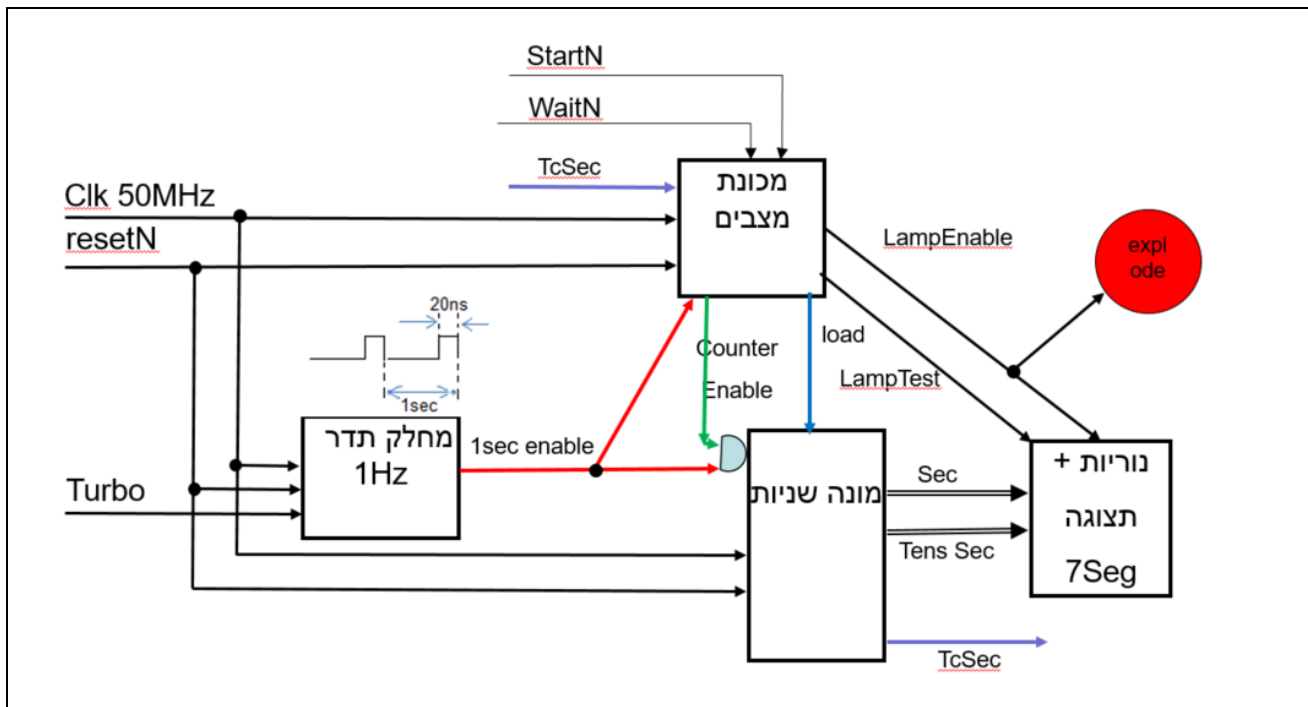 StartN
WaitN
TcSec
Clk 50MHz
resetN
מכונת
מצבים
LampEnable
expl
ode
20ns
1sec
Counter
Enable
load
LampTest
מחלק תדר
1Hz
1sec enable
Turbo
מונה שניות
Sec
Tens Sec
נוריות +
תצוגה
7Seg
TcSec